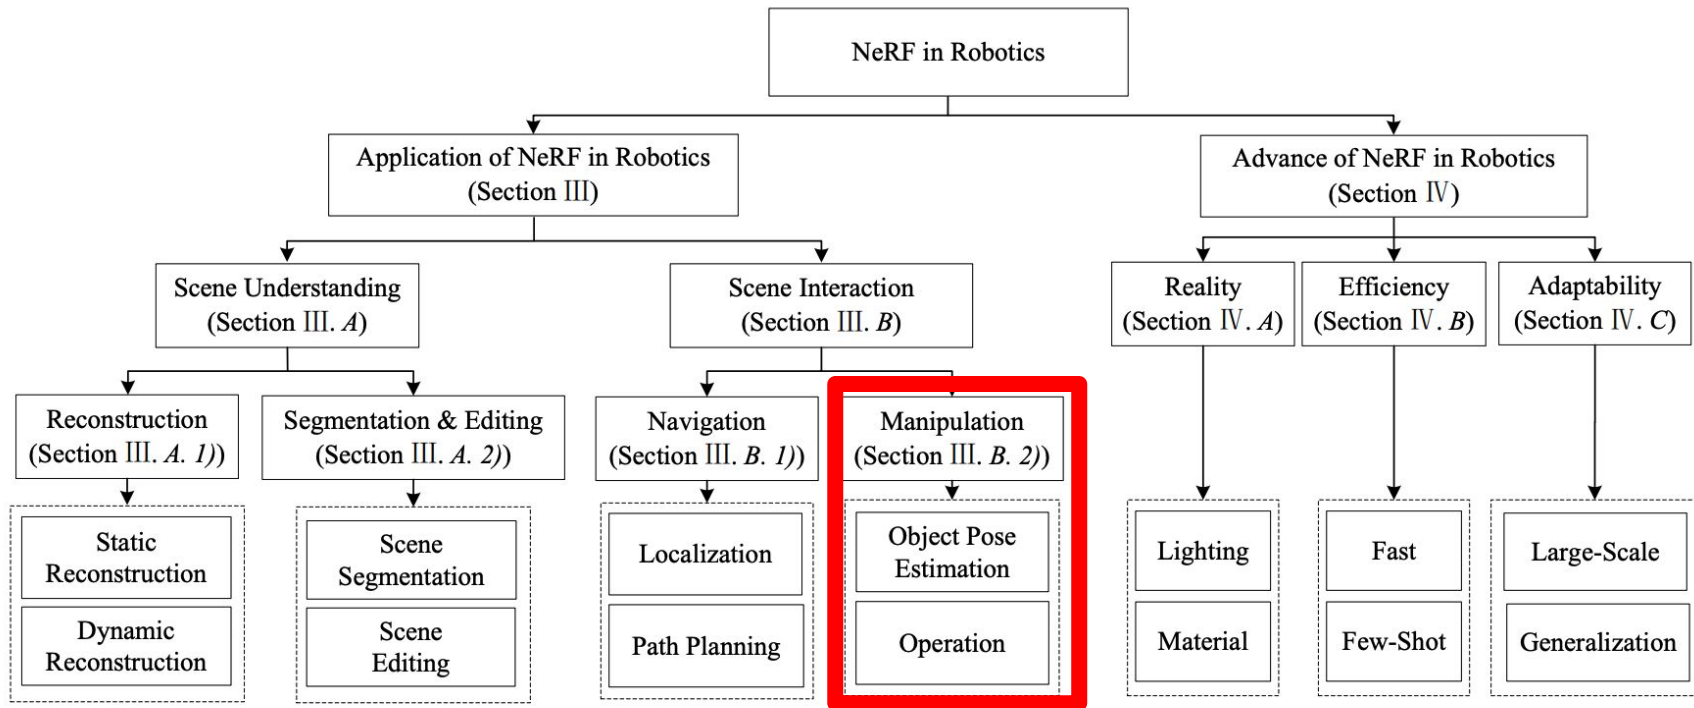 NeRF in Robotics
Application of NeRF in Robotics
(Section III)
Advance of NeRF in Robotics
(Section IV)
Scene Understanding
(Section III. A)
Scene Interaction
(Section III. B)
Reality
(Section IV. A)
Efficiency
(Section IV. B)
Adaptability
(Section IV. C)
Reconstruction
(Section III. A. 1))
Segmentation & Editing
(Section III. A. 2))
Navigation
(Section III. B. 1))
Manipulation
(Section III. B. 2))
Static
Reconstruction
Dynamic
Reconstruction
Scene
Segmentation
Scene
Editing
Localization
Path Planning
Object Pose
Estimation
Operation
Lighting
Material
Fast
Few-Shot
Large-Scale
Generalization